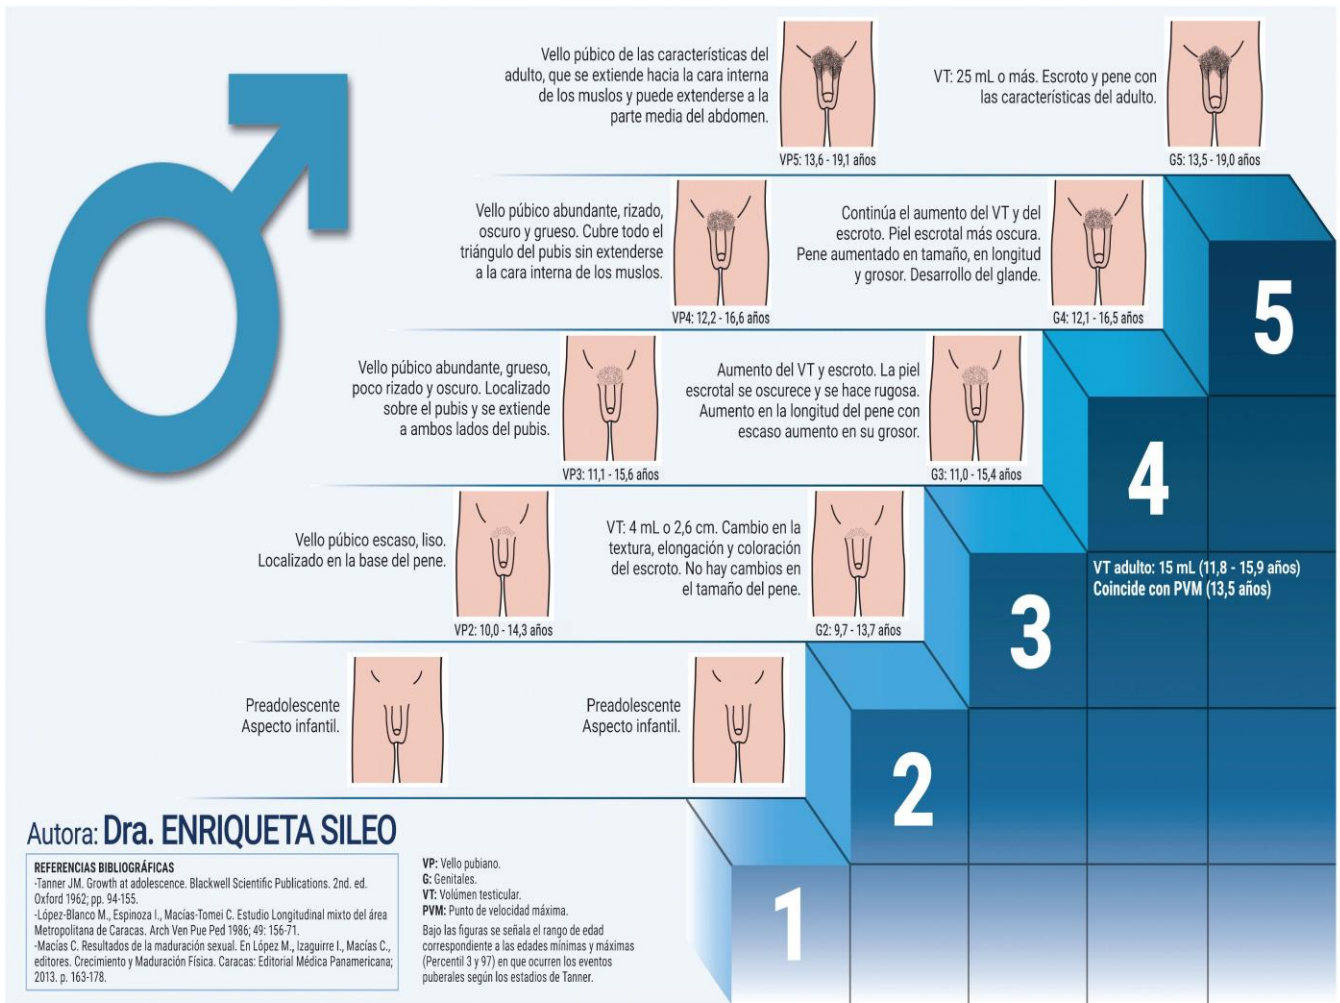 Vello púbico de las características del
adulto, que se extiende hacia la cara interna
de los muslos y puede extenderse a la
parte media del abdomen.
VP5: 13,6 - 19,1 años
VT: 25 mL o más. Escroto y pene con
las características del adulto.
G5: 13,5 - 19,0 años
5
Vello púbico abundante, rizado,
oscuro y grueso. Cubre todo el
triángulo del pubis sin extenderse
a la cara interna de los muslos.
VP4: 12,2 - 16,6 años
Continúa el aumento del VT y del
escroto. Piel escrotal más oscura.
Pene aumentado en tamaño, en longitud
y grosor. Desarrollo del glande.
G4: 12,1 - 16,5 años
4
VT adulto: 15 mL (11,8 - 15,9 años)
Coincide con PVM (13,5 años)
Vello púbico abundante, grueso,
poco rizado y oscuro. Localizado
sobre el pubis y se extiende
a ambos lados del pubis.
VP3: 11,1 - 15,6 años
Aumento del VT y escroto. La piel
escrotal se oscurece y se hace rugosa.
Aumento en la longitud del pene con
escaso aumento en su grosor.
G3: 11,0 - 15,4 años
3
Vello púbico escaso, liso.
Localizado en la base del pene.
VP2: 10,0 - 14,3 años
VT: 4 mL o 2,6 cm. Cambio en la
textura, elongación y coloración
del escroto. No hay cambios en
el tamaño del pene.
G2: 9,7 - 13,7 años
2
Preadolescente
Aspecto infantil.
Preadolescente
Aspecto infantil.
1
Autora: Dra. ENRIQUETA SILEO
REFERENCIAS BIBLIOGRÁFICAS
-Tanner JM. Growth at adolescence. Blackwell Scientific Publications. 2nd. ed.
Oxford 1962; pp. 94-155.
-López-Blanco M., Espinoza I., Macías-Tomei C. Estudio Longitudinal mixto del área
Metropolitana de Caracas. Arch Ven Pue Ped 1986; 49: 156-71.
-Macías C. Resultados de la maduración sexual. En López M., Izaguirre I., Macías C.,
editores. Crecimiento y Maduración Física. Caracas: Editorial Médica Panamericana;
2013. p. 163-178.
VP: Vello pubiano.
G: Genitales.
VT: Volúmen testicular.
PVM: Punto de velocidad máxima.
Bajo las figuras se señala el rango de edad
correspondiente a las edades mínimas y máximas
(Percentil 3 y 97) en que ocurren los eventos
puberales según los estadios de Tanner.